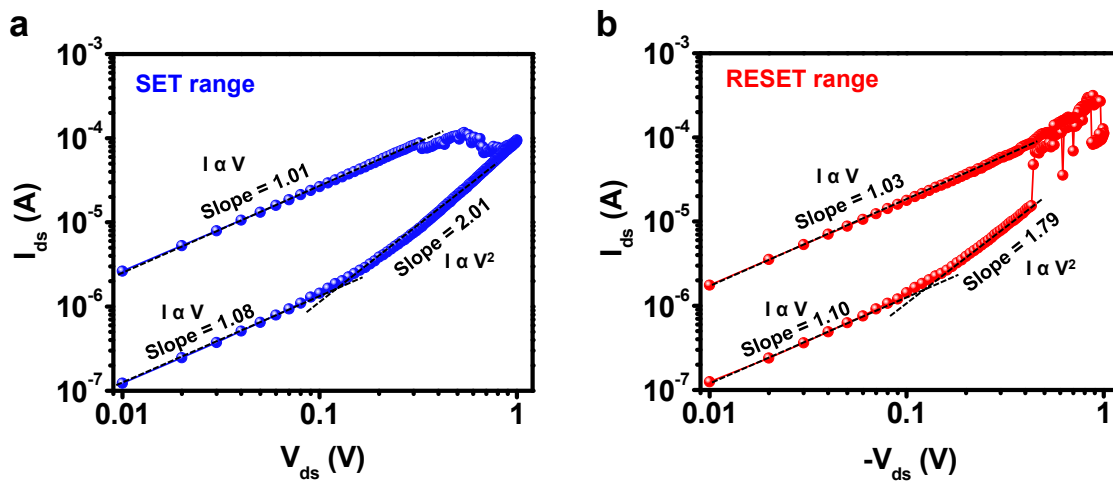 a
SET range
I α V
Slope = 1.01
Slope = 2.01
I α V²
I α V
Slope = 1.08
10⁻³
10⁻⁴
10⁻⁵
10⁻⁶
10⁻⁷
0.01
0.1
1
I_ds (A)
V_ds (V)
b
RESET range
I α V
Slope = 1.03
Slope = 1.79
I α V²
I α V
Slope = 1.10
10⁻³
10⁻⁴
10⁻⁵
10⁻⁶
10⁻⁷
0.01
0.1
1
I_ds (A)
-V_ds (V)